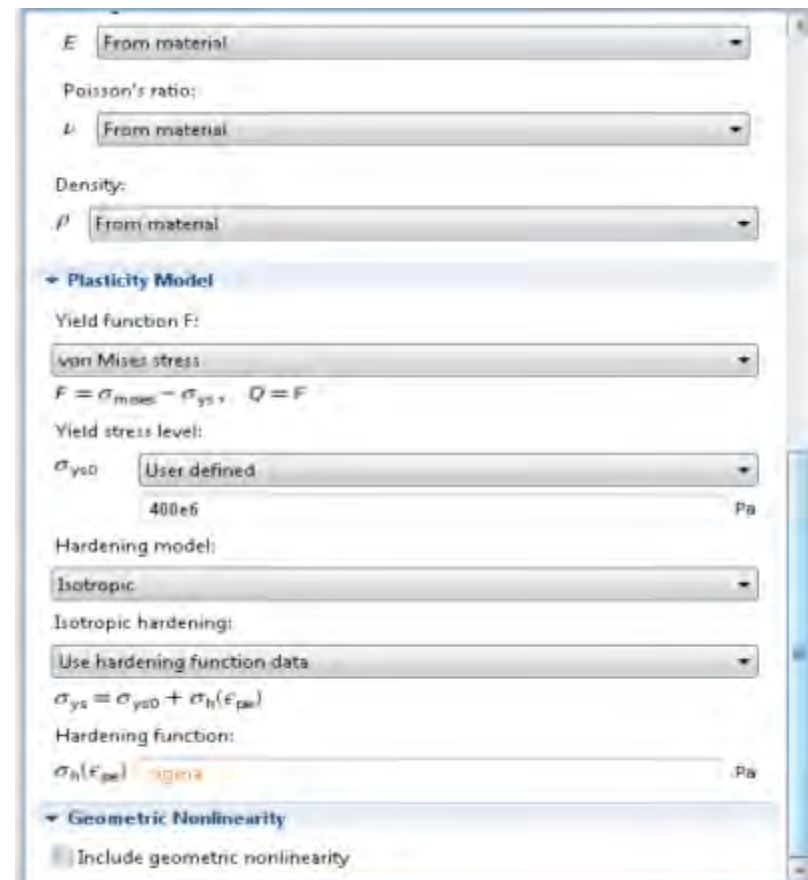 E From material
Poisson's ratio:
ν From material
Density:
ρ From material
Plasticity Model
Yield function F:
von Mises stress
F = σmises − σys, Q = F
Yield stress level:
σys0 User defined
400e6 Pa
Hardening model:
Isotropic
Isotropic hardening:
Use hardening function data
σys = σys0 + σh(εpe)
Hardening function:
σh(εpe) Pa
Geometric Nonlinearity
Include geometric nonlinearity